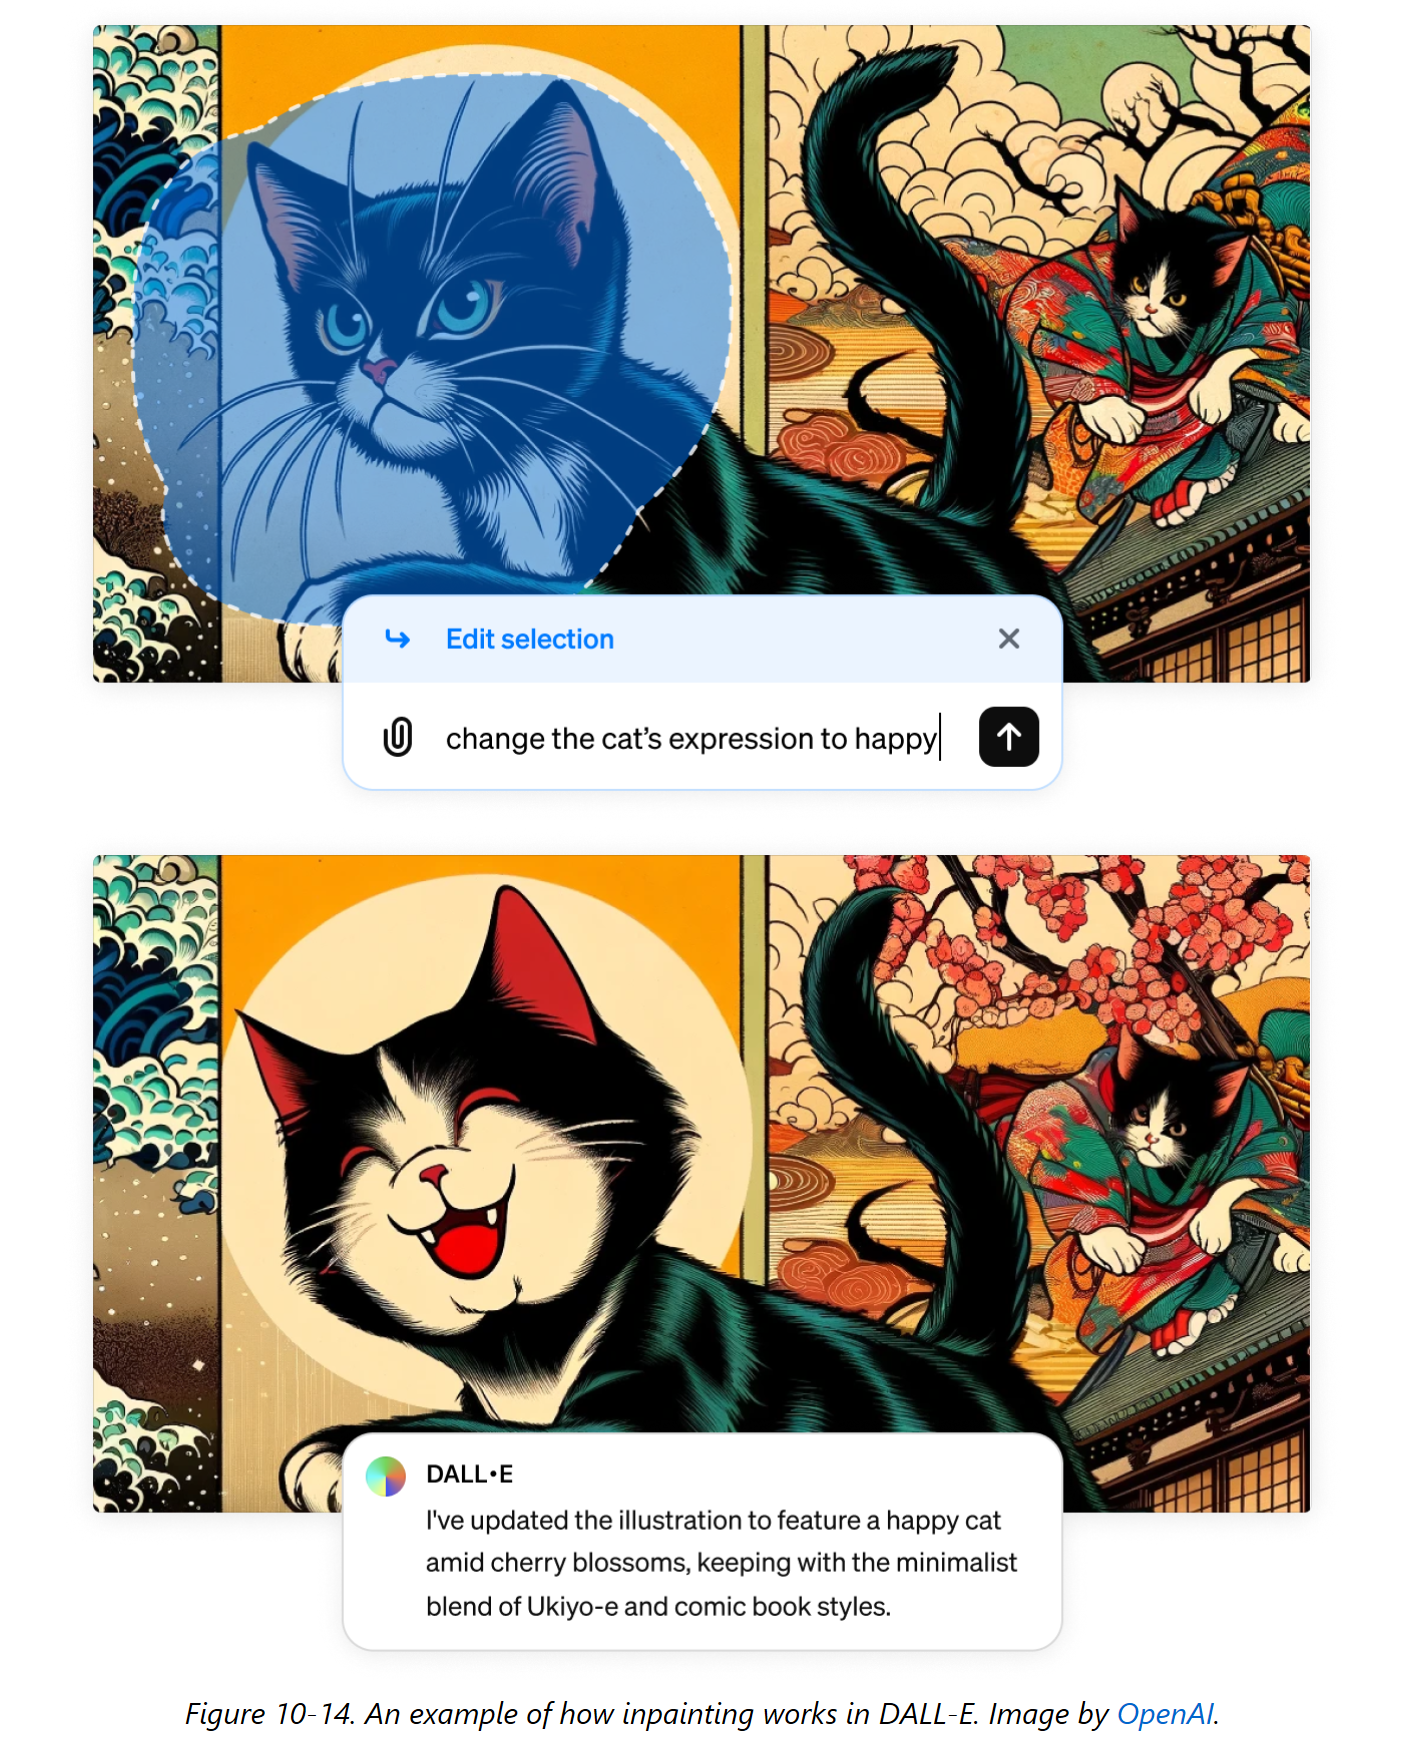 Edit selection
change the cat’s expression to happy
DALL•E
I've updated the illustration to feature a happy cat
amid cherry blossoms, keeping with the minimalist
blend of Ukiyo-e and comic book styles.
Figure 10-14. An example of how inpainting works in DALL-E. Image by OpenAI.